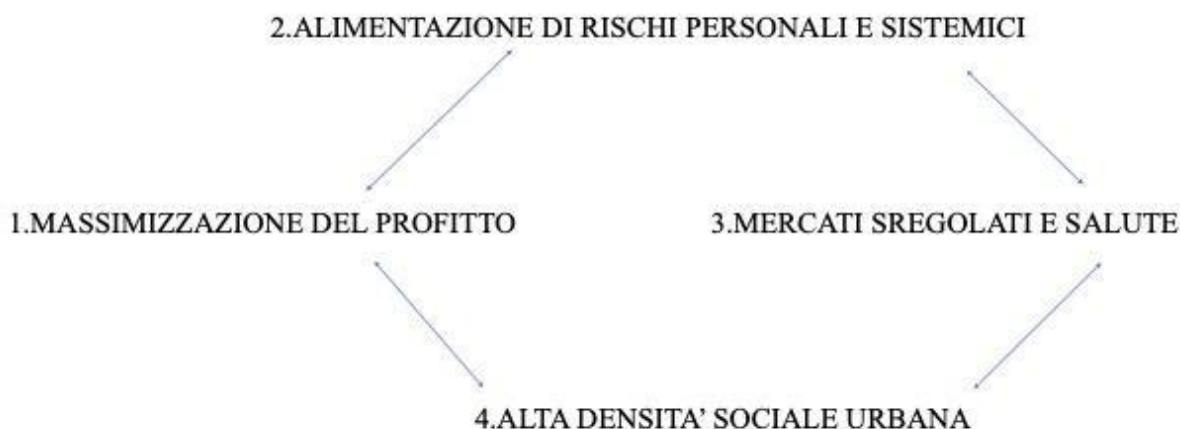 2.ALIMENTAZIONE DI RISCHI PERSONALI E SISTEMICI
1.MASSIMIZZAZIONE DEL PROFITTO
3.MERCATI SREGOLATI E SALUTE
4.ALTA DENSITA’ SOCIALE URBANA